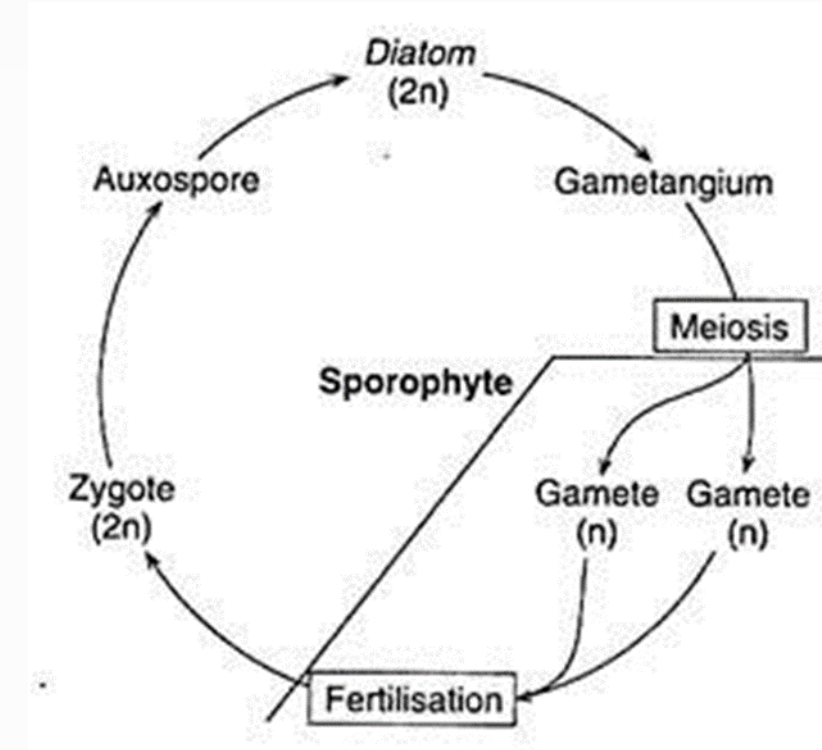 Diatom
(2n)
Auxospore
Gametangium
Meiosis
Sporophyte
Zygote
(2n)
Gamete
(n)
Gamete
(n)
Fertilisation